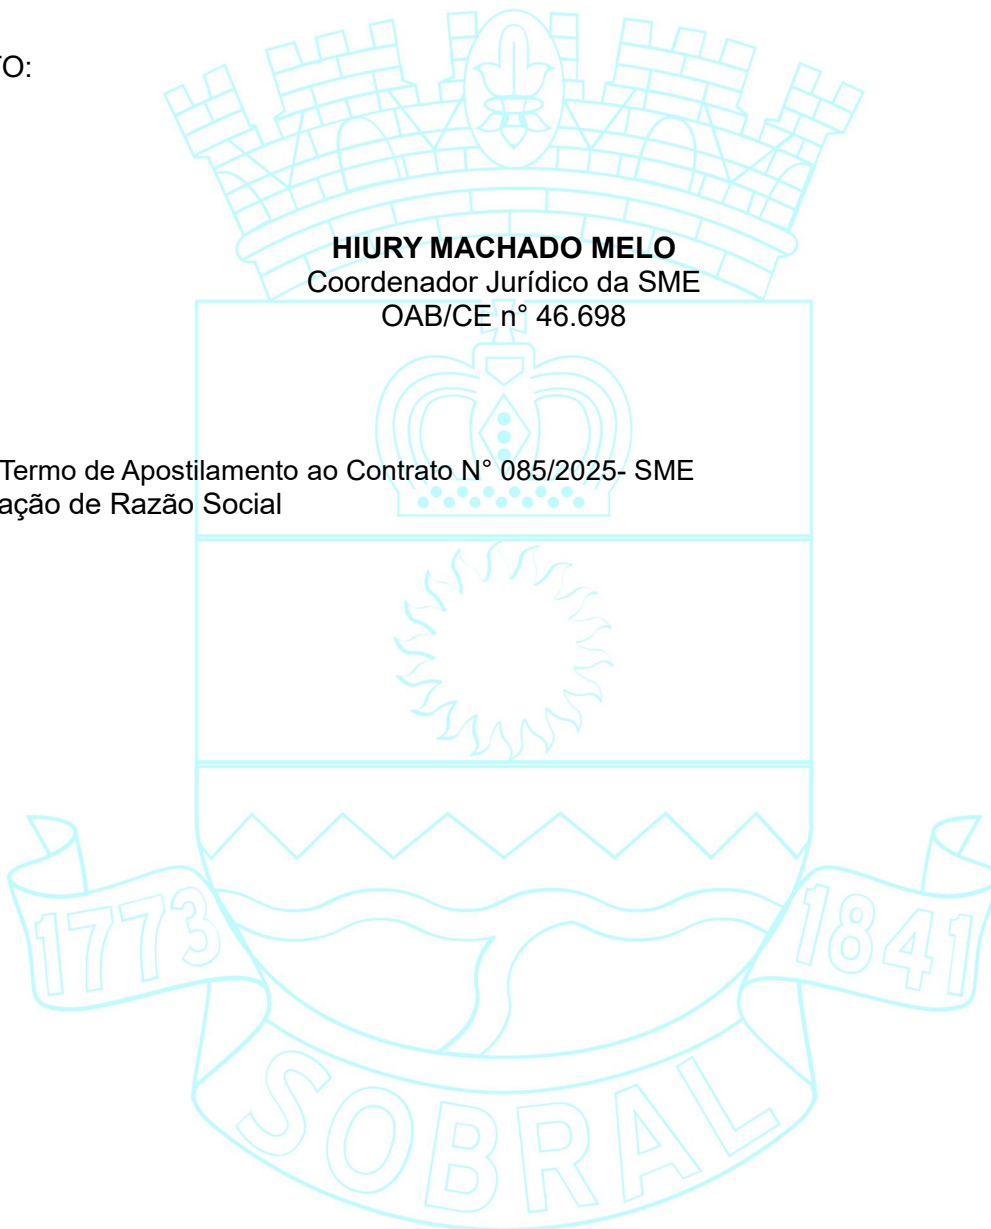 TO:
HIURY MACHADO MELO
Coordenador Jurídico da SME
OAB/CE n° 46.698
Termo de Apostilamento ao Contrato N° 085/2025- SME
ação de Razão Social
1773
1841
SOBRAL